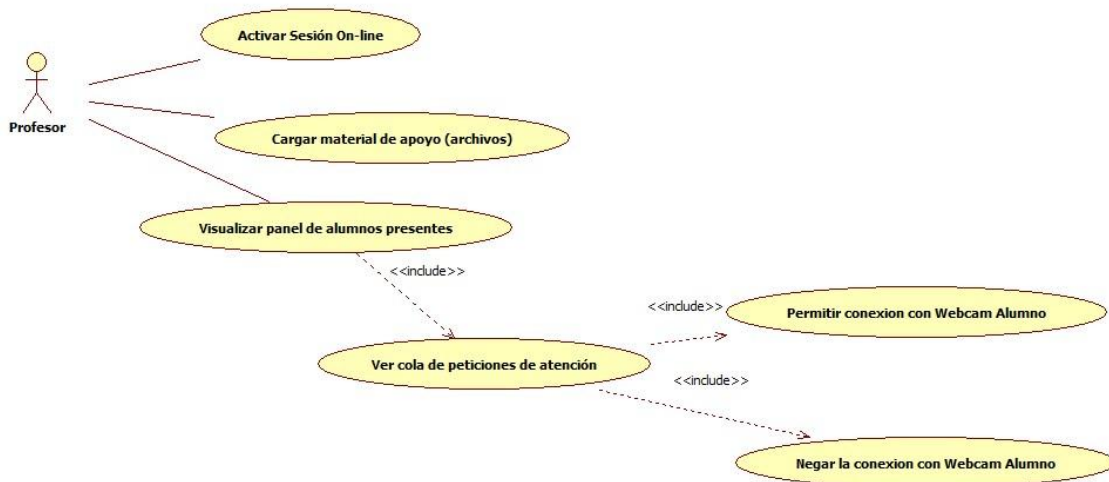 Activar Sesión On-line
Profesor
Cargar material de apoyo (archivos)
Visualizar panel de alumnos presentes
<<include>>
<<include>>
Permitir conexion con Webcam Alumno
Ver cola de peticiones de atención
<<include>>
Negar la conexion con Webcam Alumno